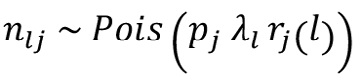 n_{lj} ~ Pois(p_j λ_l r_j(l))